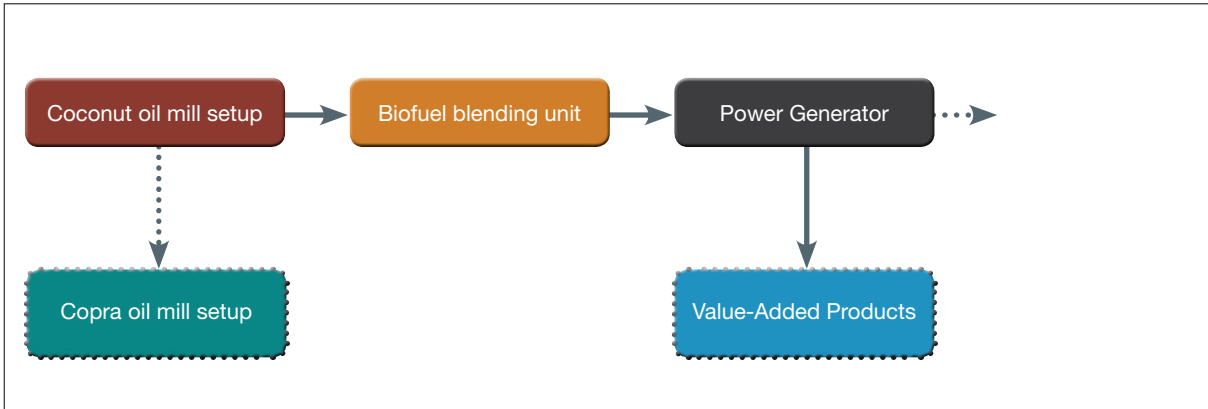 Coconut oil mill setup
Biofuel blending unit
Power Generator
Copra oil mill setup
Value-Added Products